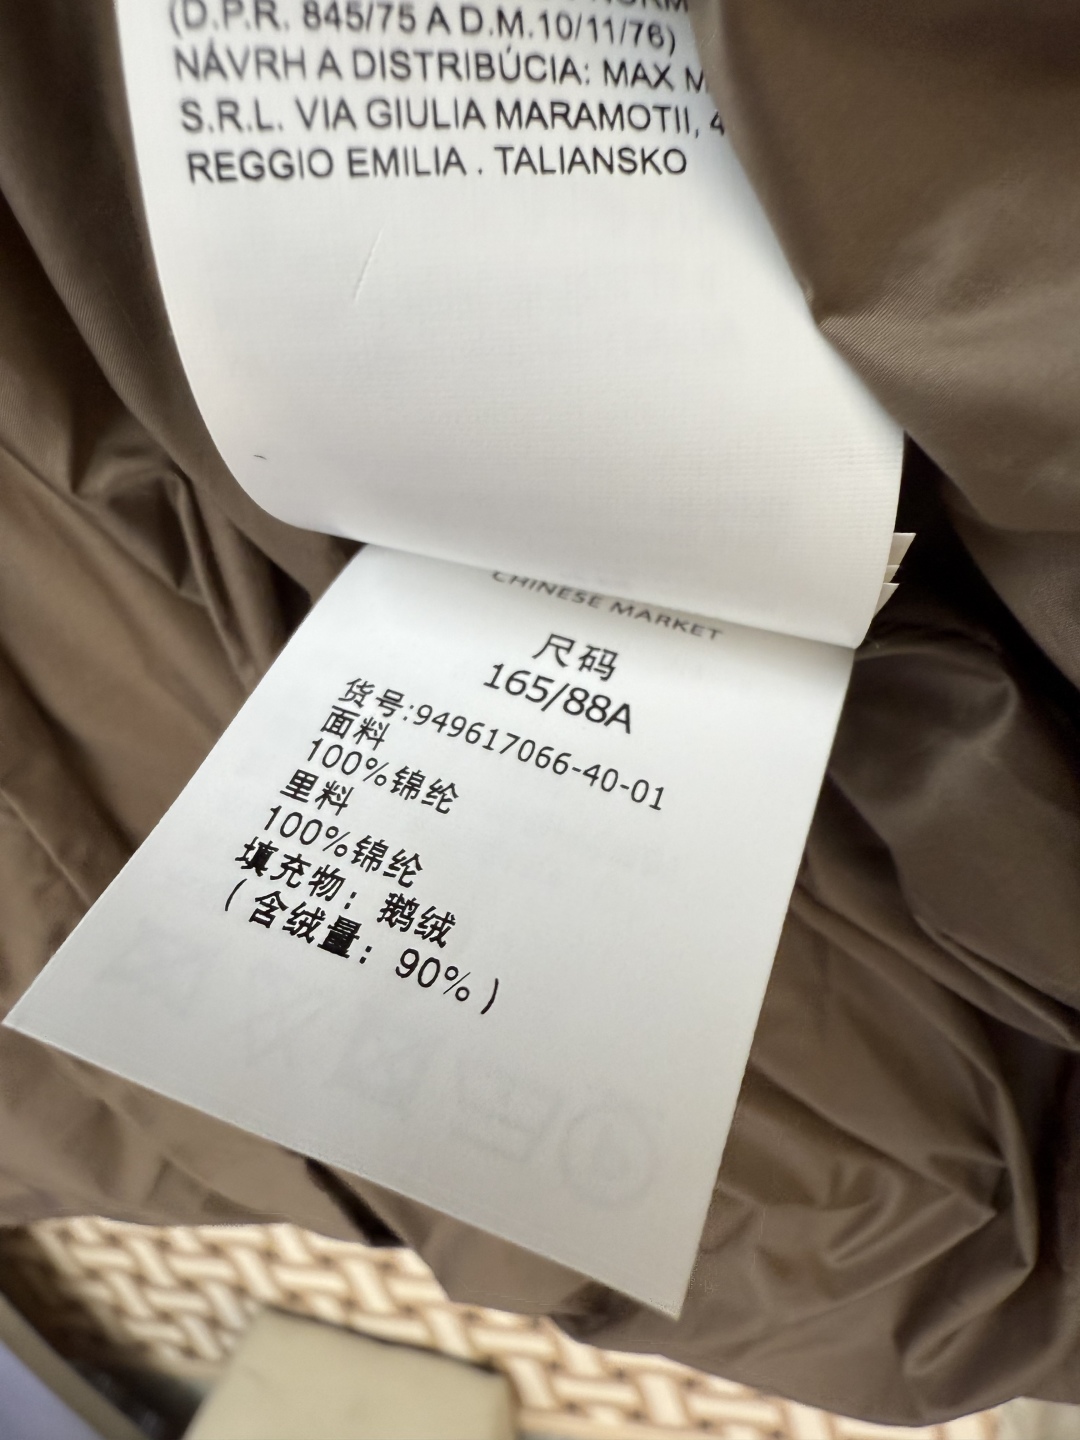 (D.P.R. 845/75 A D.M.10/11/76)
NÁVRH A DISTRIBÚCIA: MAX
S.R.L. VIA GIULIA MARAMOTII,
REGGIO EMILIA . TALIANSKO
CHINESE MARKET
尺码
165/88A
货号:949617066-40-01
面料
100%锦纶
里料
100%锦纶
填充物：鹅绒
（含绒量：90%）